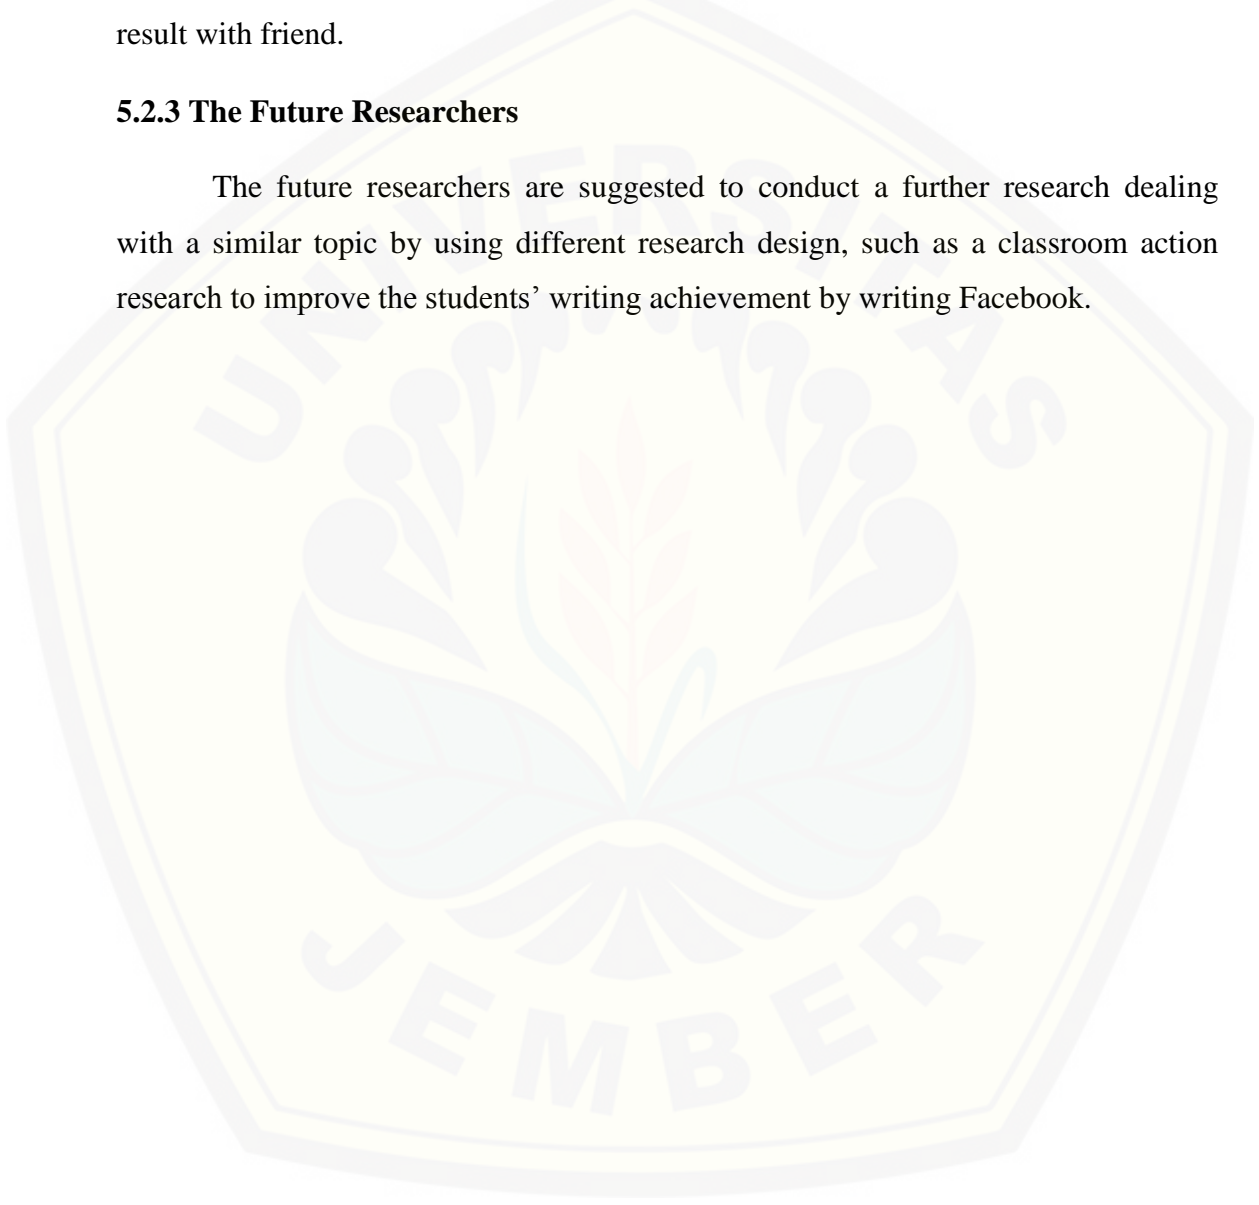 result with friend.
5.2.3 The Future Researchers
The future researchers are suggested to conduct a further research dealing
with a similar topic by using different research design, such as a classroom action
research to improve the students’ writing achievement by writing Facebook.
UNIVERSITAS
JEMBER